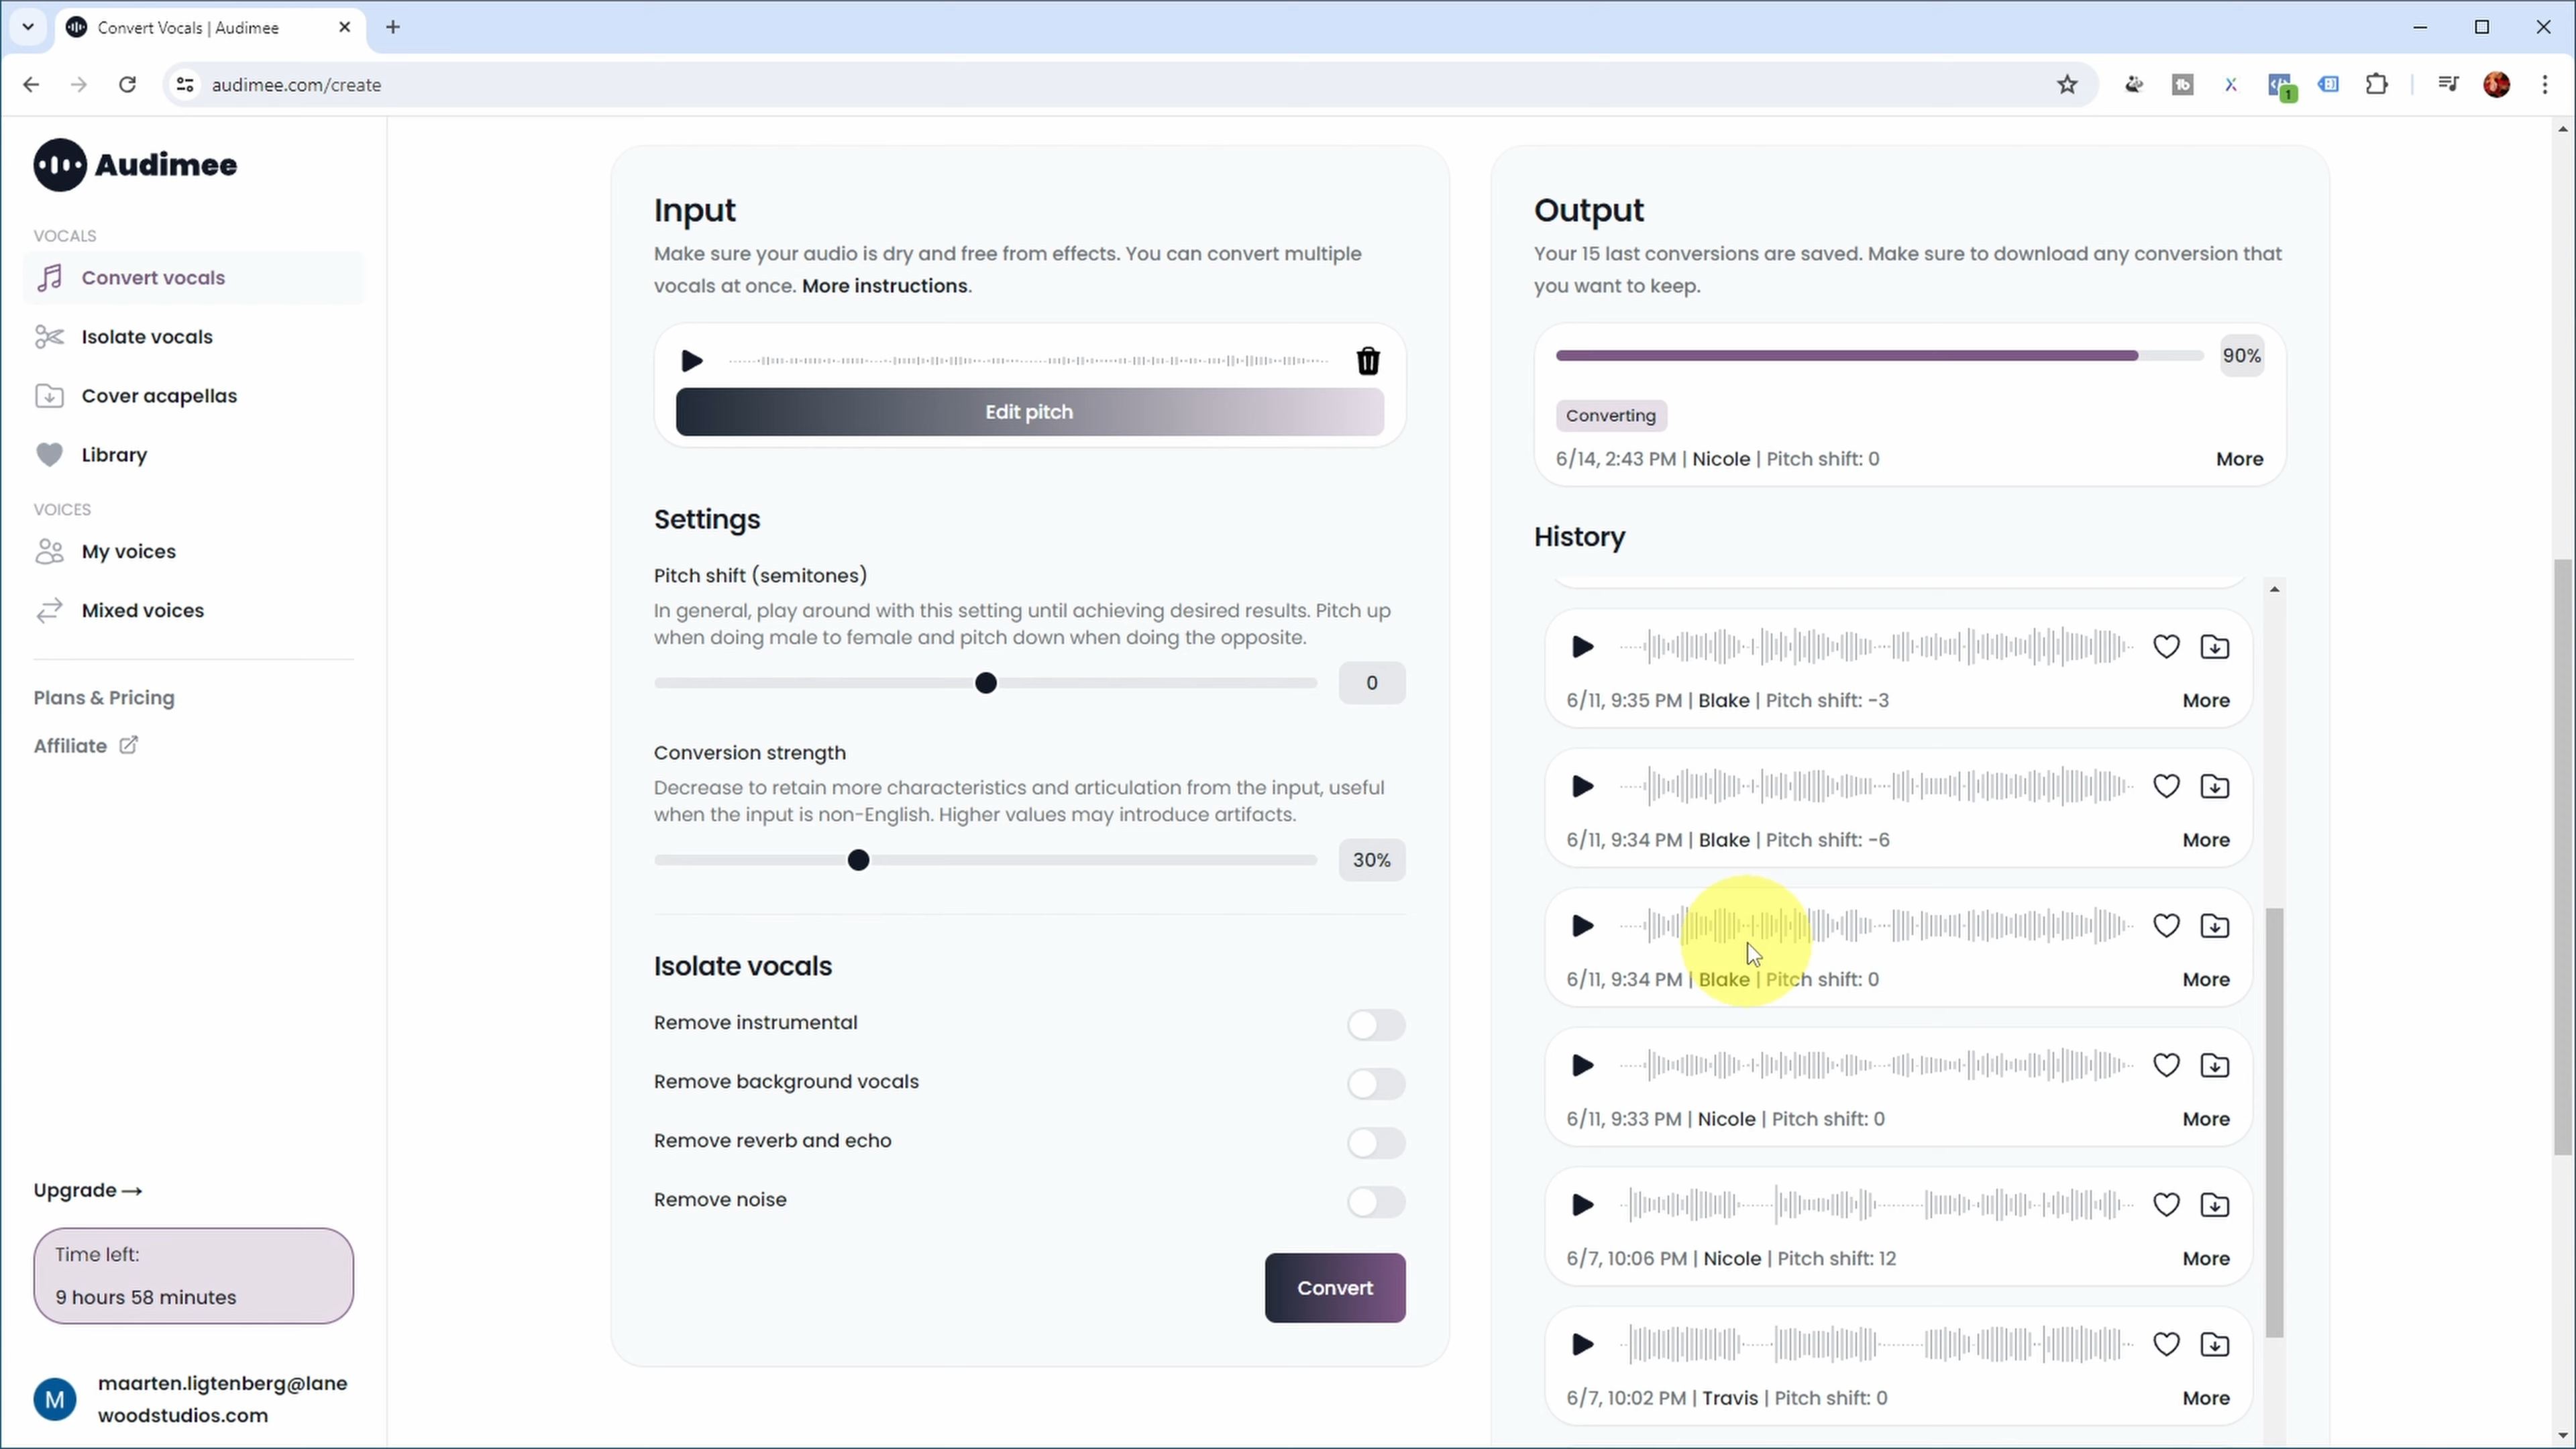 Convert Vocals | Audimee
audimee.com/create
1
Audimee
VOCALS
Convert vocals
Isolate vocals
Cover acapellas
Library
VOICES
My voices
Mixed voices
Plans & Pricing
Affiliate
Upgrade →
Time left:
9 hours 58 minutes
M
maarten.ligtenberg@lane
woodstudios.com
Input
Make sure your audio is dry and free from effects. You can convert multiple
vocals at once. More instructions.
Edit pitch
Settings
Pitch shift (semitones)
In general, play around with this setting until achieving desired results. Pitch up
when doing male to female and pitch down when doing the opposite.
0
Conversion strength
Decrease to retain more characteristics and articulation from the input, useful
when the input is non-English. Higher values may introduce artifacts.
30%
Isolate vocals
Remove instrumental
Remove background vocals
Remove reverb and echo
Remove noise
Convert
Output
Your 15 last conversions are saved. Make sure to download any conversion that
you want to keep.
90%
Converting
6/14, 2:43 PM | Nicole | Pitch shift: 0 More
History
6/11, 9:35 PM | Blake | Pitch shift: -3 More
6/11, 9:34 PM | Blake | Pitch shift: -6 More
6/11, 9:34 PM | Blake | Pitch shift: 0 More
6/11, 9:33 PM | Nicole | Pitch shift: 0 More
6/7, 10:06 PM | Nicole | Pitch shift: 12 More
6/7, 10:02 PM | Travis | Pitch shift: 0 More